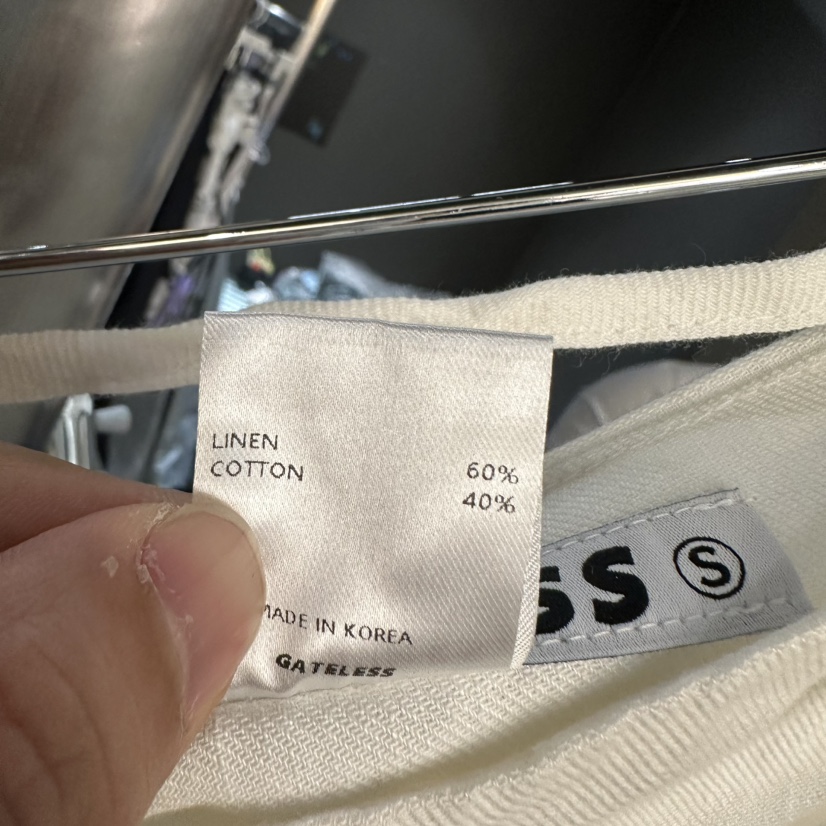 LINEN
COTTON 60%
40%
MADE IN KOREA
GATELESS
SS Ⓢ